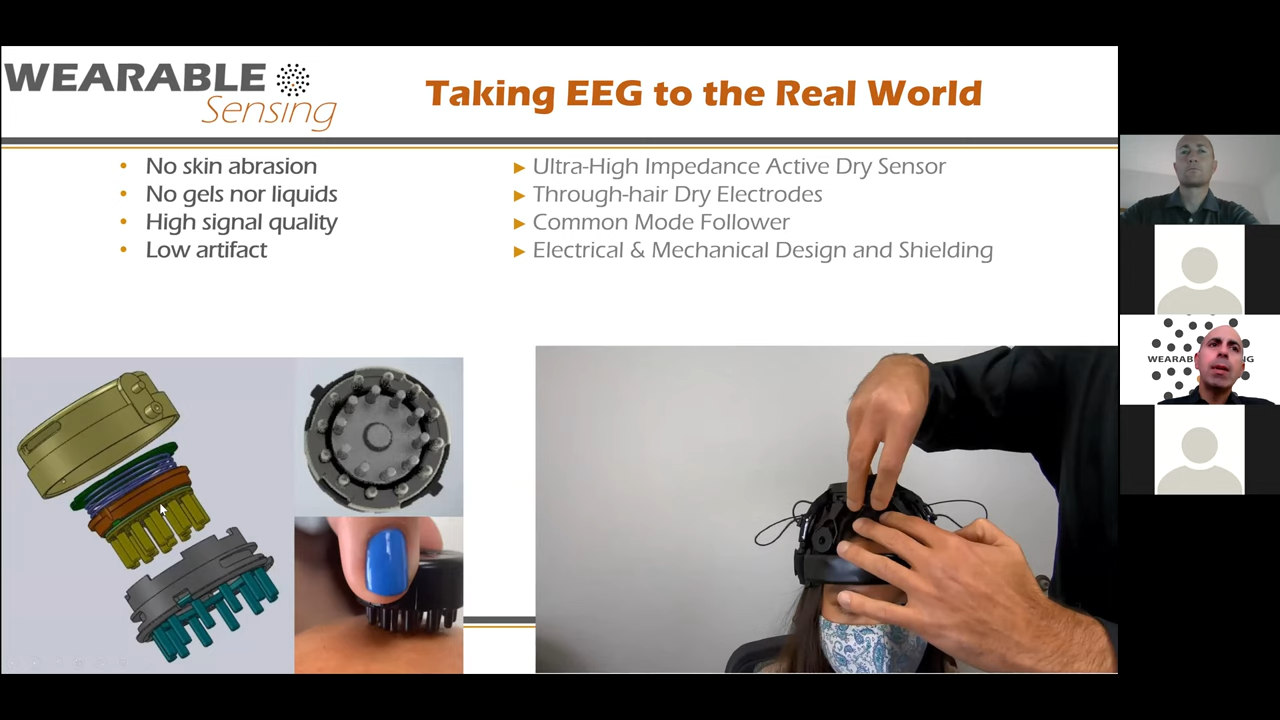 WEARABLE
Sensing
Taking EEG to the Real World
• No skin abrasion
• No gels nor liquids
• High signal quality
• Low artifact
► Ultra-High Impedance Active Dry Sensor
► Through-hair Dry Electrodes
► Common Mode Follower
► Electrical & Mechanical Design and Shielding